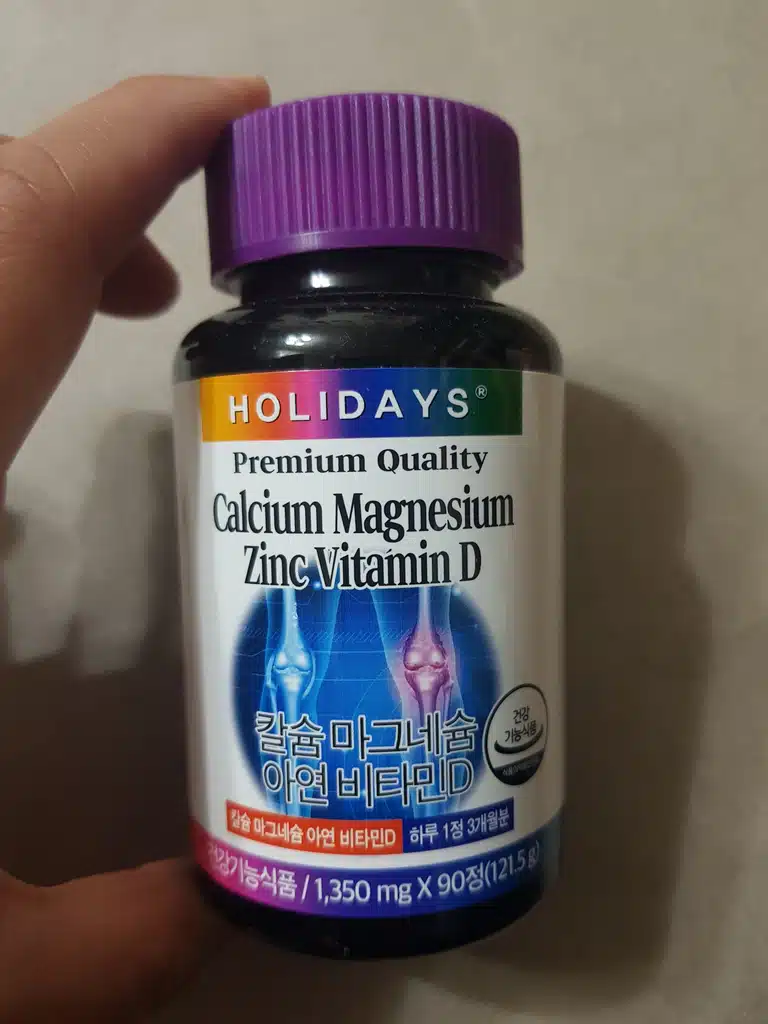 HOLIDAYS®
Premium Quality
Calcium Magnesium
Zinc Vitamin D
칼슘 마그네슘
아연 비타민D
건강
기능식품
칼슘 마그네슘 아연 비타민D
하루 1정 3개월분
건강기능식품 / 1,350 mg X 90정(121.5 g)